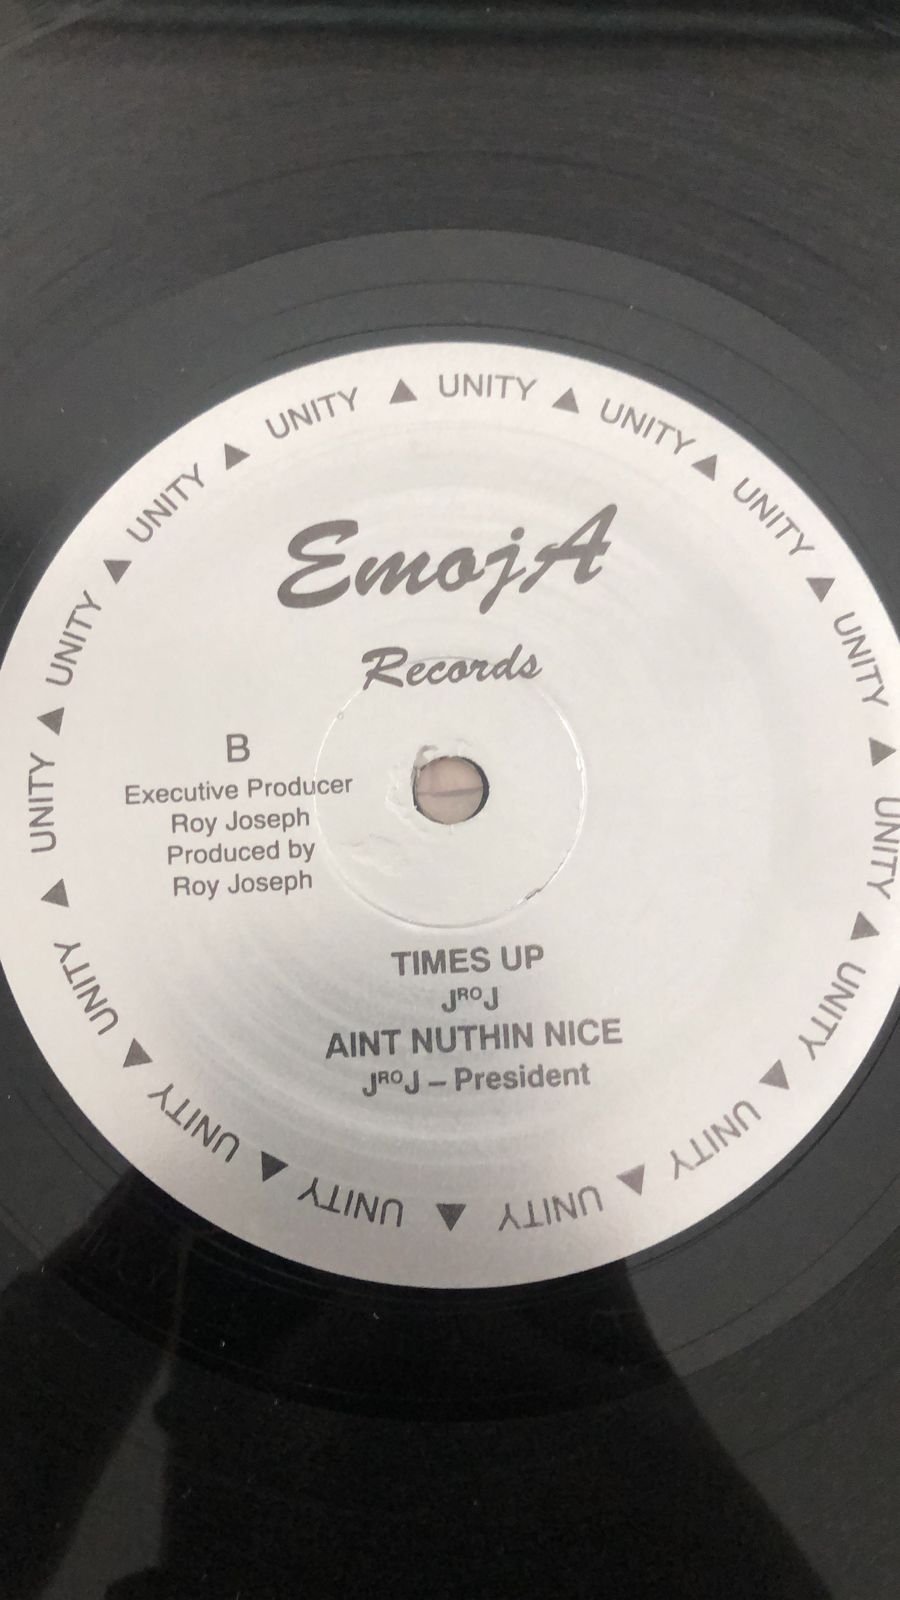 UNITY ▲ UNITY ▲ UNITY ▲ UNITY ▲ UNITY ▲ UNITY ▲ UNITY ▲ UNITY ▲ UNITY ▲ UNITY ▲ UNITY ▲ UNITY ▲ UNITY ▲ UNITY ▲ UNITY ▲
EmojA
Records
B
Executive Producer
Roy Joseph
Produced by
Roy Joseph
TIMES UP
JROJ
AINT NUTHIN NICE
JROJ – President